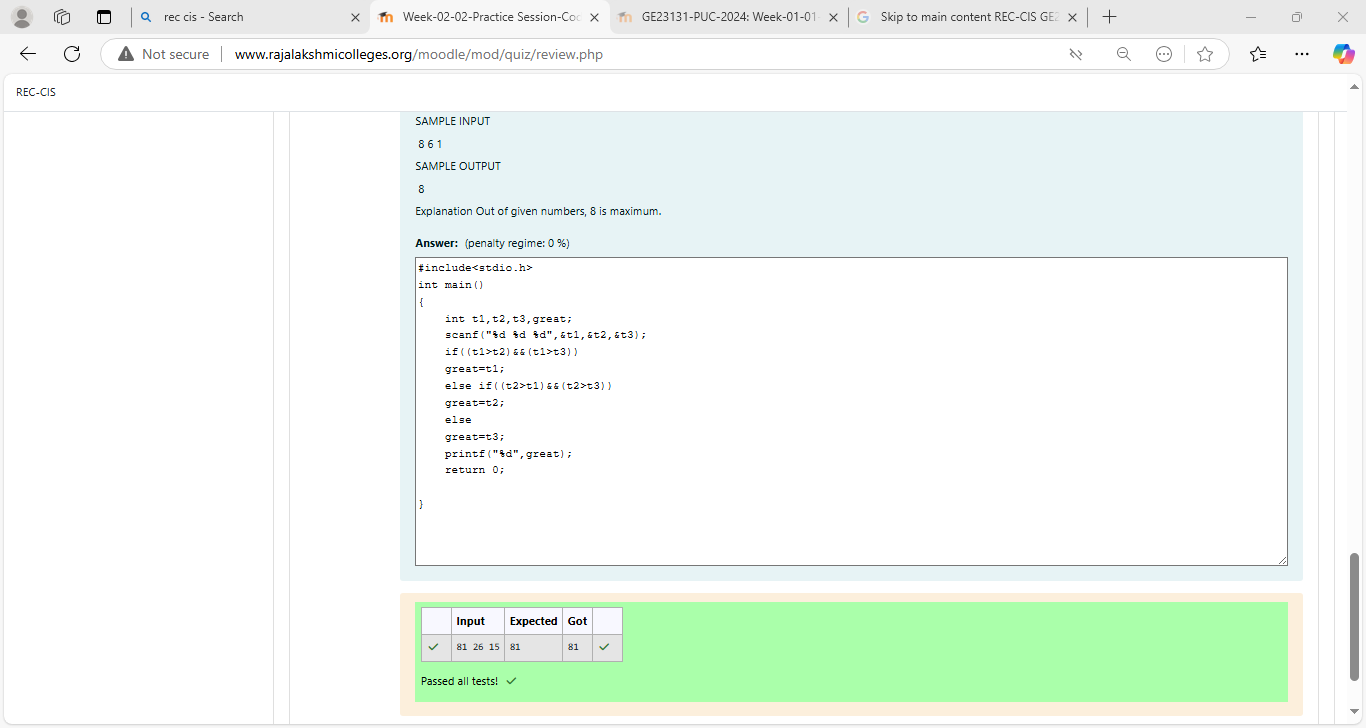 rec cis - Search
Week-02-02-Practice Session-Coc
GE23131-PUC-2024: Week-01-01-
Skip to main content REC-CIS GE2
Not secure
www.rajalakshmicolleges.org/moodle/mod/quiz/review.php
REC-CIS
SAMPLE INPUT
8 6 1
SAMPLE OUTPUT
8
Explanation Out of given numbers, 8 is maximum.
Answer: (penalty regime: 0 %)
#include<stdio.h>
int main()
{
int t1,t2,t3,great;
scanf("%d %d %d",&t1,&t2,&t3);
if((t1>t2)&&(t1>t3))
great=t1;
else if((t2>t1)&&(t2>t3))
great=t2;
else
great=t3;
printf("%d",great);
return 0;
}
Input Expected Got
81 26 15 81 81
Passed all tests!